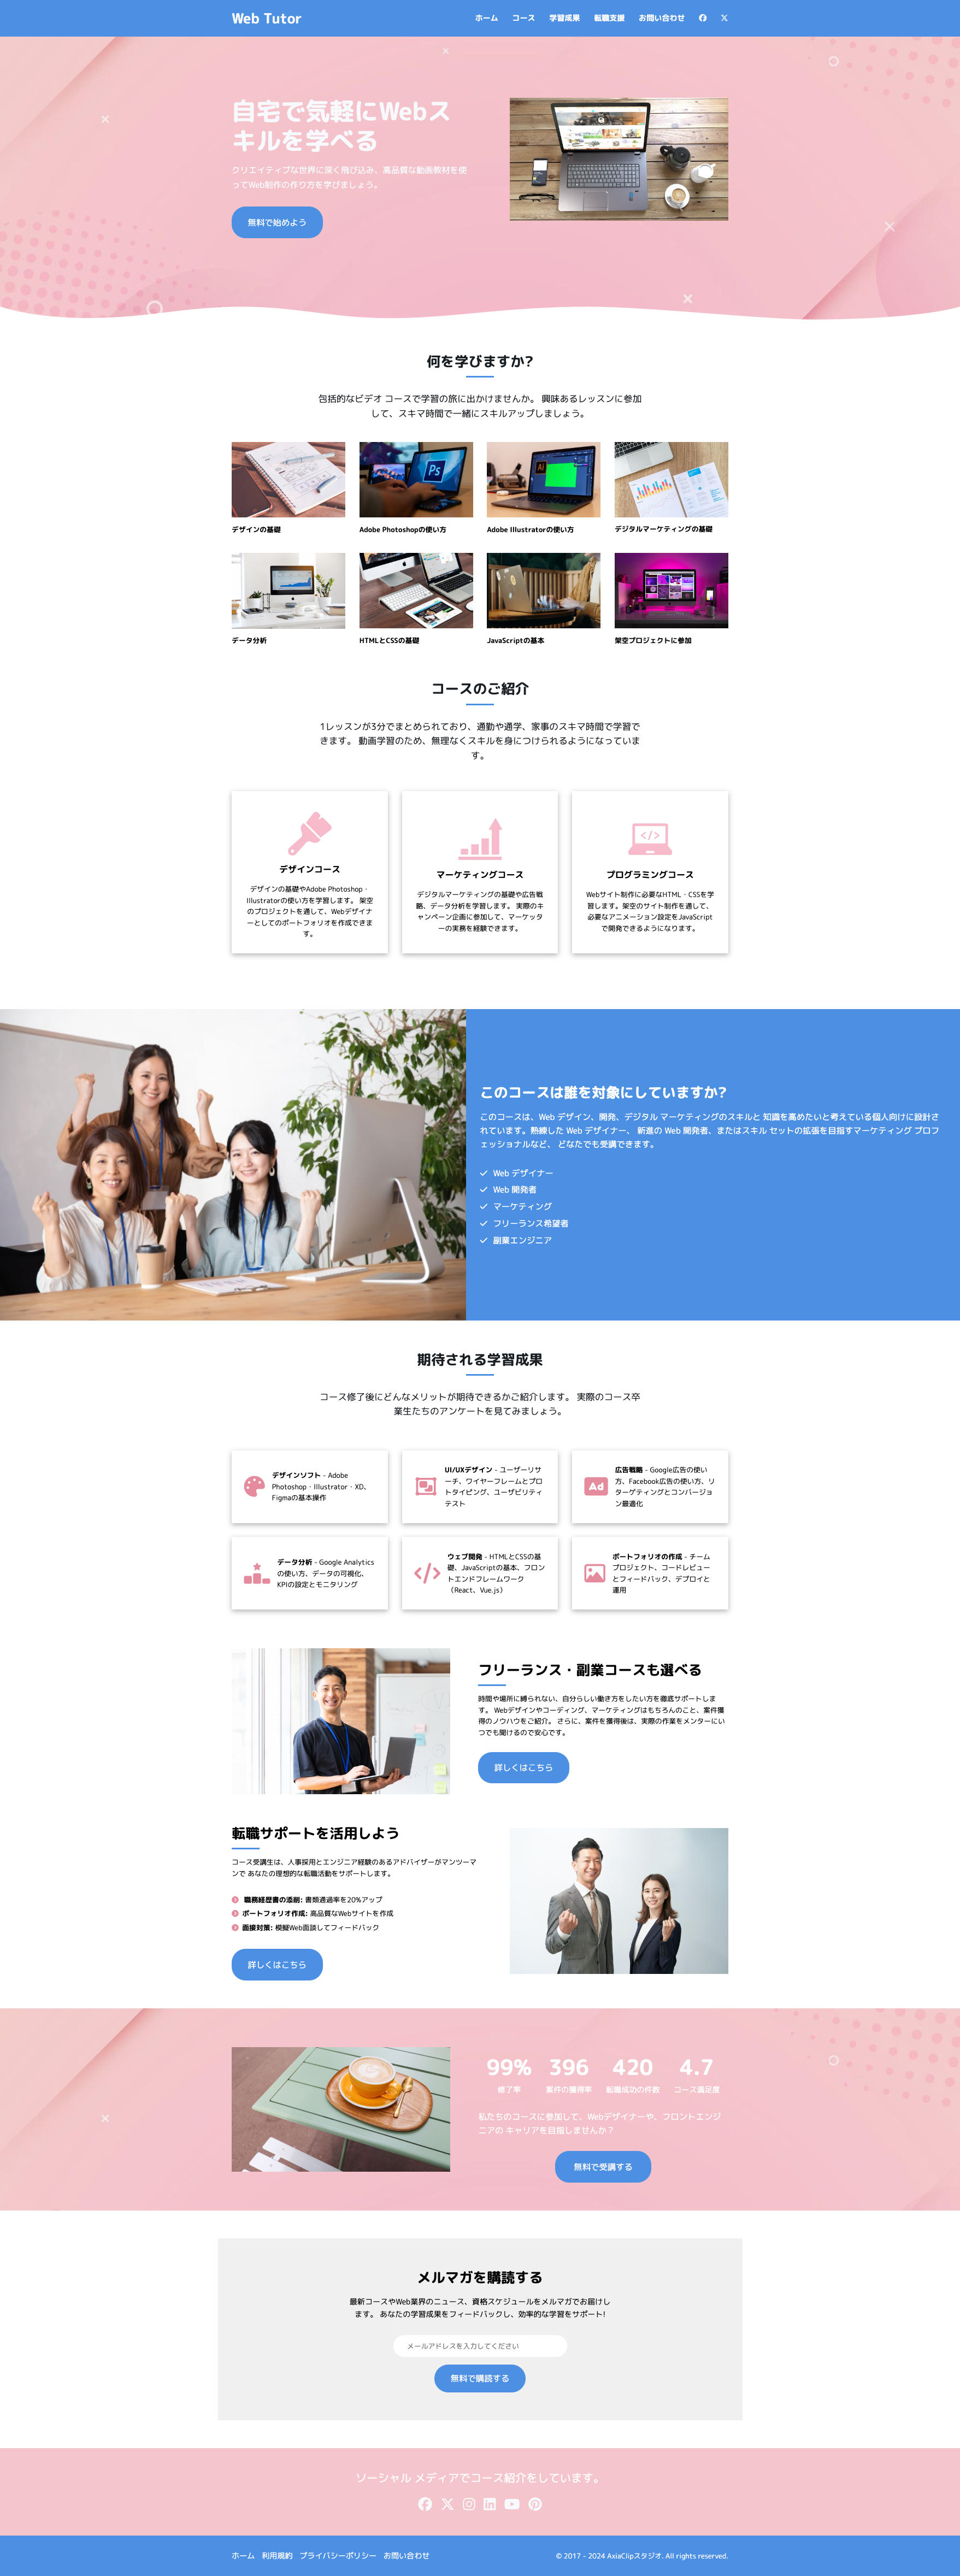 Web Tutor
ホーム コース 学習成果 転職支援 お問い合わせ
自宅で気軽にWebス
キルを学べる
クリエイティブな世界に深く飛び込み、高品質な動画教材を使
ってWeb制作の作り方を学びましょう。
無料で始めよう
何を学びますか?
包括的なビデオ コースで学習の旅に出かけませんか。 興味あるレッスンに参加
して、スキマ時間で一緒にスキルアップしましょう。
Ps
Ai
デザインの基礎
Adobe Photoshopの使い方
Adobe Illustratorの使い方
デジタルマーケティングの基礎
データ分析
HTMLとCSSの基礎
JavaScriptの基本
架空プロジェクトに参加
コースのご紹介
1レッスンが3分でまとめられており、通勤や通学、家事のスキマ時間で学習で
きます。 動画学習のため、無理なくスキルを身につけられるようになっていま
す。
デザインコース
デザインの基礎やAdobe Photoshop・
Illustratorの使い方を学習します。 架空
のプロジェクトを通して、Webデザイナ
ーとしてのポートフォリオを作成できま
す。
マーケティングコース
デジタルマーケティングの基礎や広告戦
略、データ分析を学習します。 実際のキ
ャンペーン企画に参加して、マーケッタ
ーの実務を経験できます。
プログラミングコース
Webサイト制作に必要なHTML・CSSを学
習します。架空のサイト制作を通して、
必要なアニメーション設定をJavaScript
で開発できるようになります。
このコースは誰を対象にしていますか?
このコースは、Web デザイン、開発、デジタル マーケティングのスキルと 知識を高めたいと考えている個人向けに設計さ
れています。熟練した Web デザイナー、 新進の Web 開発者、またはスキル セットの拡張を目指すマーケティング プロフ
ェッショナルなど、 どなたでも受講できます。
Web デザイナー
Web 開発者
マーケティング
フリーランス希望者
副業エンジニア
期待される学習成果
コース修了後にどんなメリットが期待できるかご紹介します。 実際のコース卒
業生たちのアンケートを見てみましょう。
デザインソフト - Adobe
Photoshop・Illustrator・XD、
Figmaの基本操作
UI/UXデザイン - ユーザーリサ
ーチ、ワイヤーフレームとプロ
トタイピング、ユーザビリティ
テスト
Ad
広告戦略 - Google広告の使い
方、Facebook広告の使い方、リ
ターゲティングとコンバージョ
ン最適化
データ分析 - Google Analytics
の使い方、データの可視化、
KPIの設定とモニタリング
ウェブ開発 - HTMLとCSSの基
礎、JavaScriptの基本、フロン
トエンドフレームワーク
（React、Vue.js）
ポートフォリオの作成 - チーム
プロジェクト、コードレビュー
とフィードバック、デプロイと
運用
フリーランス・副業コースも選べる
時間や場所に縛られない、自分らしい働き方をしたい方を徹底サポートしま
す。 Webデザインやコーディング、マーケティングはもちろんのこと、案件獲
得のノウハウをご紹介。 さらに、案件を獲得後は、実際の作業をメンターにい
つでも聞けるので安心です。
詳しくはこちら
転職サポートを活用しよう
コース受講生は、人事採用とエンジニア経験のあるアドバイザーがマンツーマ
ンで あなたの理想的な転職活動をサポートします。
職務経歴書の添削: 書類通過率を20%アップ
ポートフォリオ作成: 高品質なWebサイトを作成
面接対策: 模擬Web面談してフィードバック
詳しくはこちら
99% 396 420 4.7
修了率 案件の獲得率 転職成功の件数 コース満足度
私たちのコースに参加して、Webデザイナーや、フロントエンジ
ニアの キャリアを目指しませんか？
無料で受講する
メルマガを購読する
最新コースやWeb業界のニュース、資格スケジュールをメルマガでお届けし
ます。 あなたの学習成果をフィードバックし、効率的な学習をサポート!
メールアドレスを入力してください
無料で購読する
ソーシャル メディアでコース紹介をしています。
ホーム 利用規約 プライバシーポリシー お問い合わせ
© 2017 - 2024 AxiaClipスタジオ. All rights reserved.